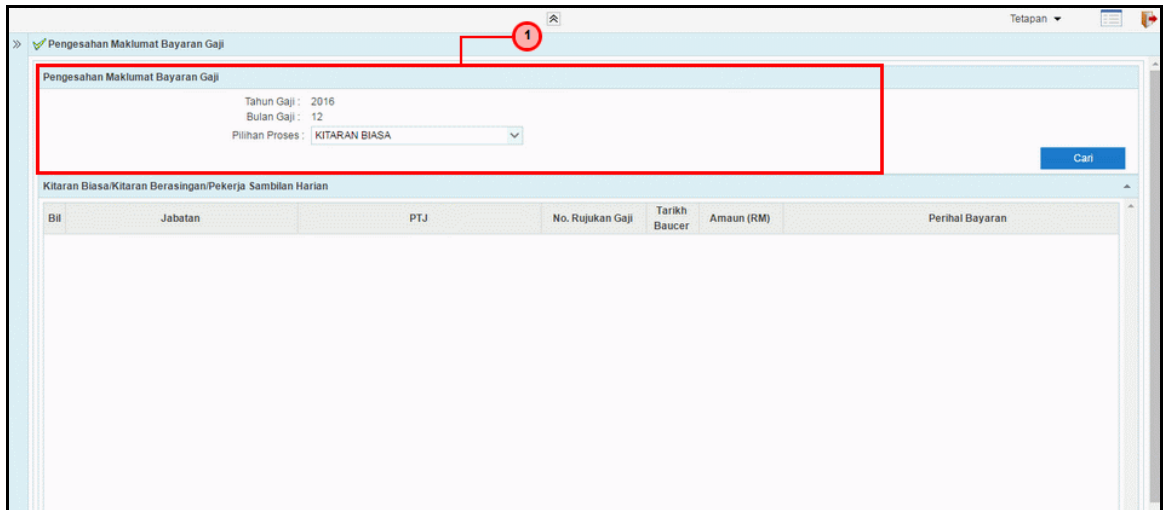 Tetapan
1
Pengesahan Maklumat Bayaran Gaji
Pengesahan Maklumat Bayaran Gaji
Tahun Gaji : 2016
Bulan Gaji : 12
Pilihan Proses : KITARAN BIASA
Cari
Kitaran Biasa/Kitaran Berasingan/Pekerja Sambilan Harian
Bil Jabatan PTJ No. Rujukan Gaji Tarikh Baucer Amaun (RM) Perihal Bayaran